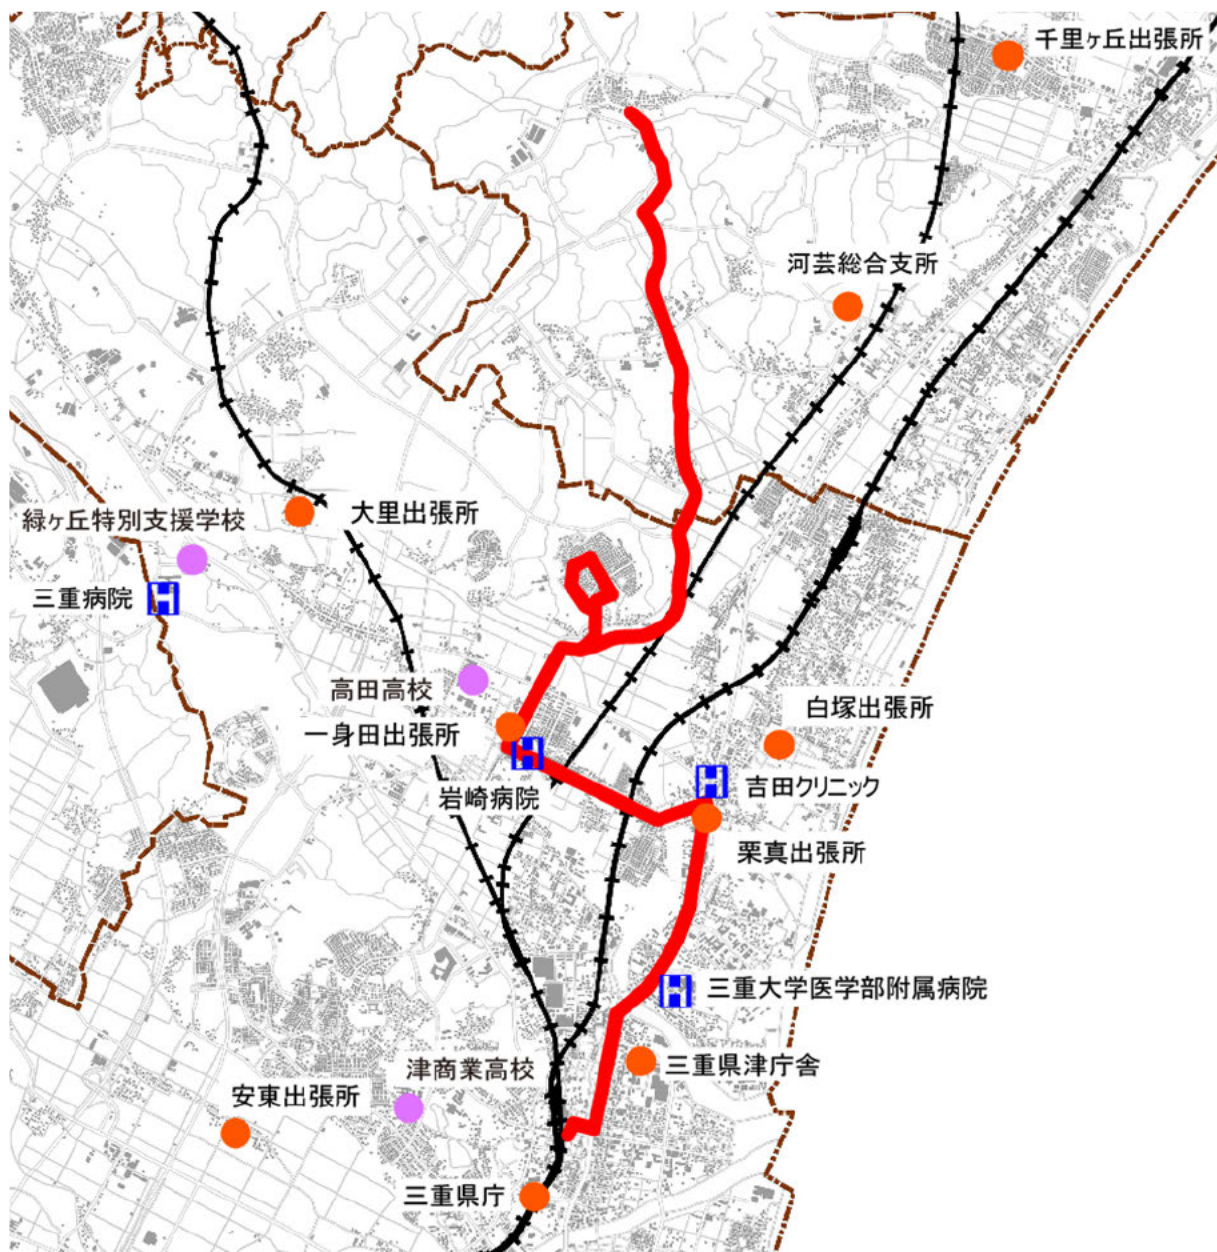 千里ヶ丘出張所
河芸総合支所
大里出張所
緑ヶ丘特別支援学校
三重病院
高田高校
一身田出張所
白塚出張所
岩崎病院
吉田クリニック
栗真出張所
三重大学医学部附属病院
三重県津庁舎
津商業高校
安東出張所
三重県庁